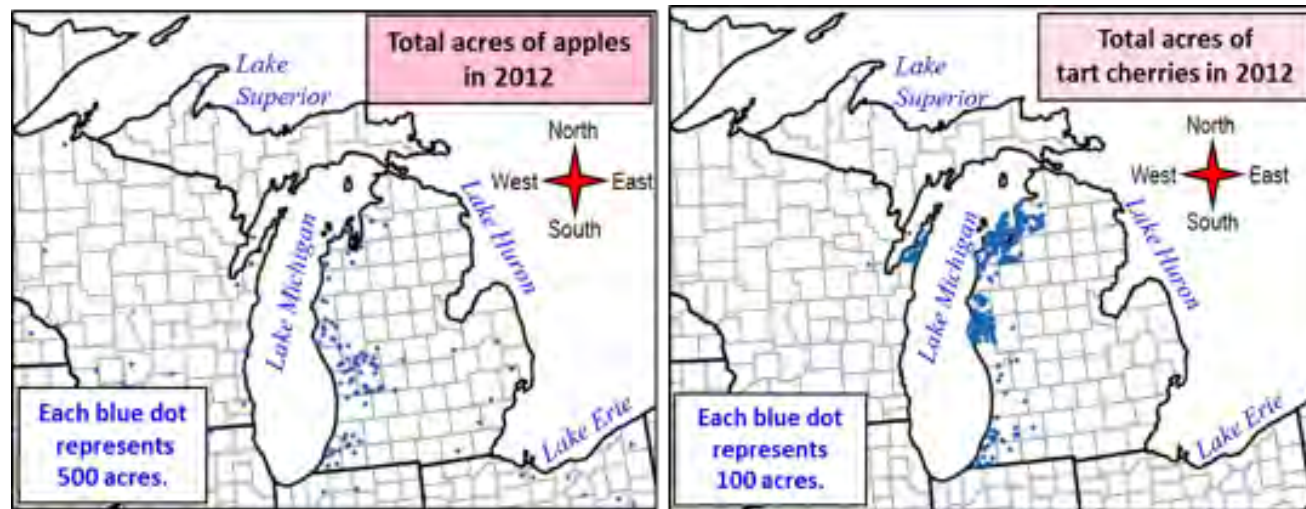 Total acres of apples
in 2012
Lake
Superior
North
West
East
South
Lake Huron
Lake Michigan
Lake Erie
Each blue dot
represents
500 acres.
Total acres of
tart cherries in 2012
Lake
Superior
North
West
East
South
Lake Huron
Lake Michigan
Lake Erie
Each blue dot
represents
100 acres.